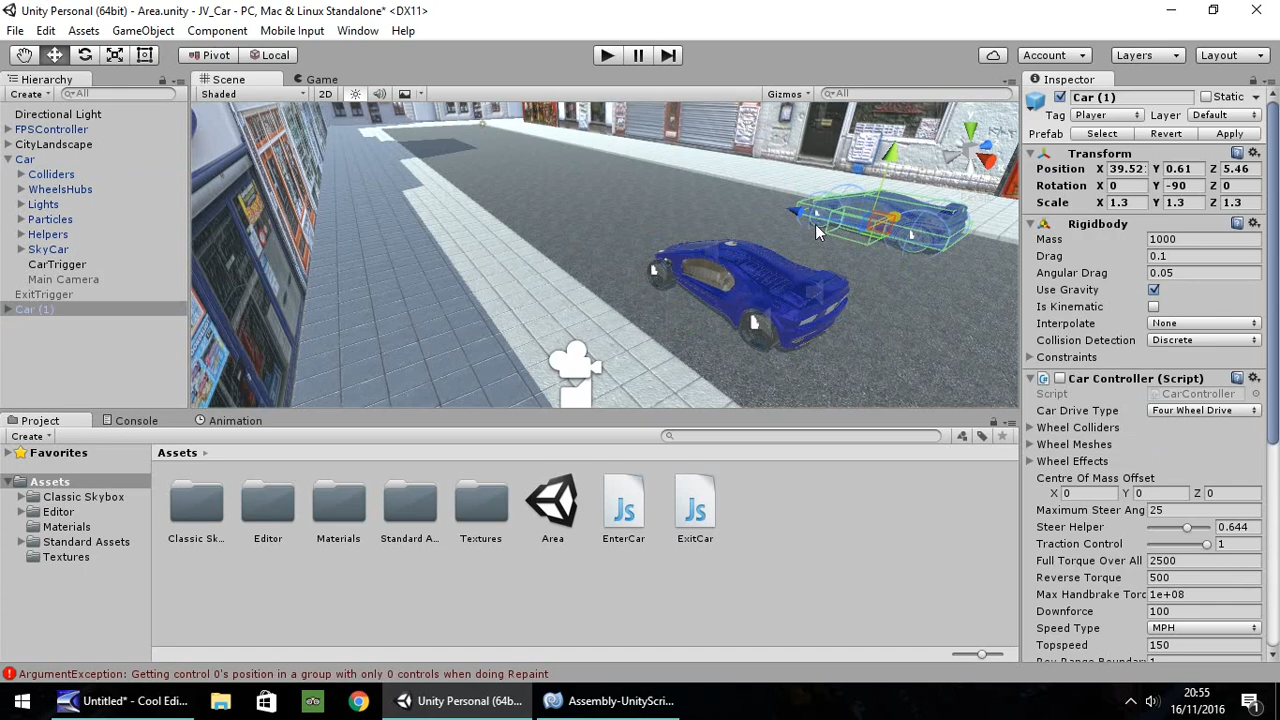 Unity Personal (64bit) - Area.unity - JV_Car - PC, Mac & Linux Standalone* <DX11>
File Edit Assets GameObject Component Mobile Input Window Help
Pivot Local Account Layers Layout
Hierarchy
Create All
Directional Light
FPSController
CityLandscape
Car
Colliders
WheelsHubs
Lights
Particles
Helpers
SkyCar
CarTrigger
Main Camera
ExitTrigger
Car (1)
Scene Game
Shaded 2D Gizmos All
Inspector
Car (1) Static
Tag Player Layer Default
Prefab Select Revert Apply
Transform
Position X 39.52 Y 0.61 Z 5.46
Rotation X 0 Y -90 Z 0
Scale X 1.3 Y 1.3 Z 1.3
Rigidbody
Mass 1000
Drag 0.1
Angular Drag 0.05
Use Gravity
Is Kinematic
Interpolate None
Collision Detection Discrete
Constraints
Car Controller (Script)
Script CarController
Car Drive Type Four Wheel Drive
Wheel Colliders
Wheel Meshes
Wheel Effects
Centre Of Mass Offset
X 0 Y 0 Z 0
Maximum Steer Ang 25
Steer Helper 0.644
Traction Control 1
Full Torque Over All 2500
Reverse Torque 500
Max Handbrake Torc 1e+08
Downforce 100
Speed Type MPH
Topspeed 150
Project Console Animation
Create
Favorites
Assets
Classic Skybox
Editor
Materials
Standard Assets
Textures
Assets
Classic Sk... Editor Materials Standard A... Textures Area EnterCar ExitCar
ArgumentException: Getting control 0's position in a group with only 0 controls when doing Repaint
Untitled* - Cool Edi... Unity Personal (64b... Assembly-UnityScri...
20:55
16/11/2016